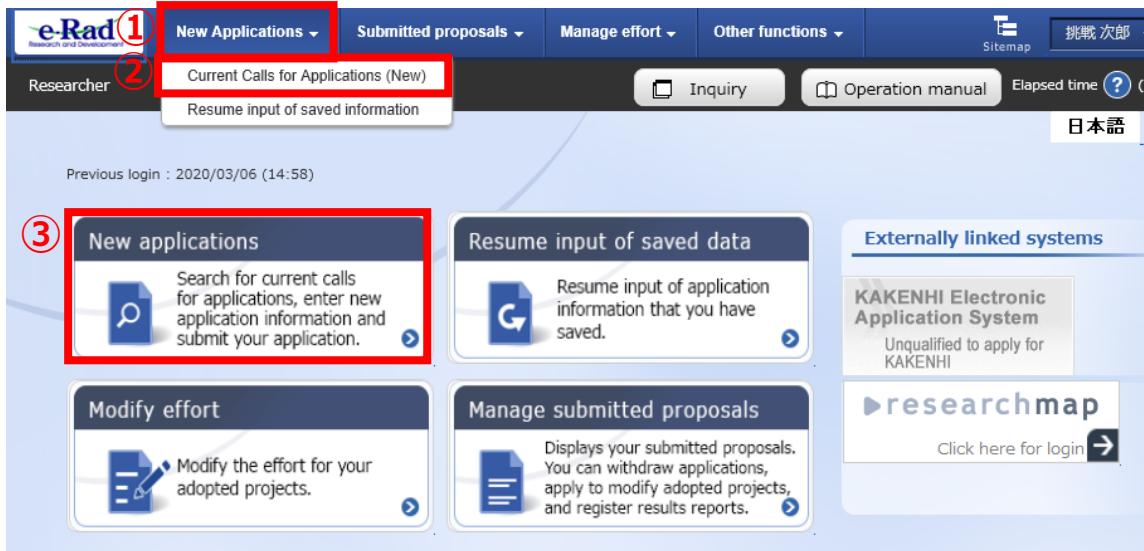 e-Rad
Research and Development
①
New Applications
Submitted proposals
Manage effort
Other functions
Sitemap
挑戦 次郎
Researcher
②
Current Calls for Applications (New)
Resume input of saved information
Inquiry
Operation manual
Elapsed time ? (
日本語
Previous login : 2020/03/06 (14:58)
③
New applications
Search for current calls
for applications, enter new
application information and
submit your application.
Resume input of saved data
Resume input of application
information that you have
saved.
Externally linked systems
KAKENHI Electronic
Application System
Unqualified to apply for
KAKENHI
Modify effort
Modify the effort for your
adopted projects.
Manage submitted proposals
Displays your submitted proposals.
You can withdraw applications,
apply to modify adopted projects,
and register results reports.
researchmap
Click here for login